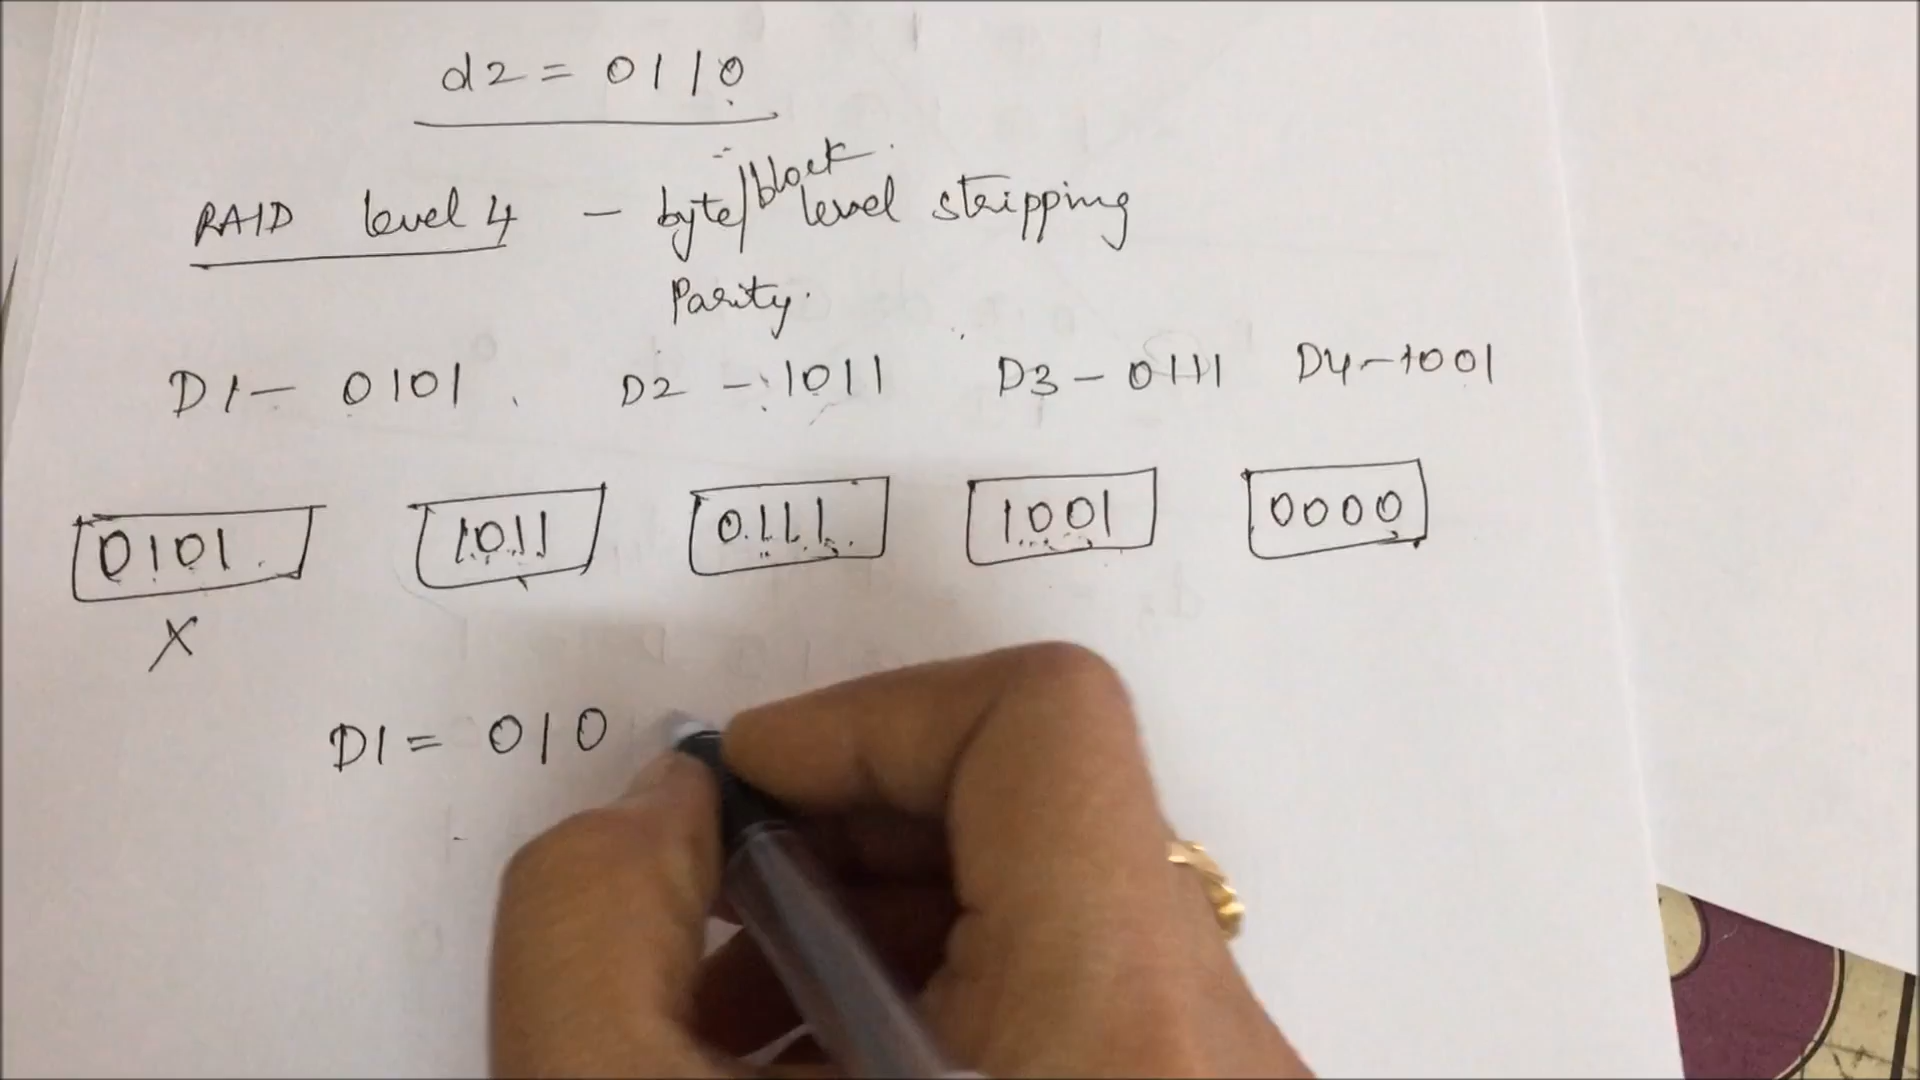 d2 = 0110
RAID level 4 - byte/block level stripping
Parity.
D1 - 0101 D2 - 1011 D3 - 0111 D4 - 1001
0101 1011 0111 1001 0000
X
D1 = 010